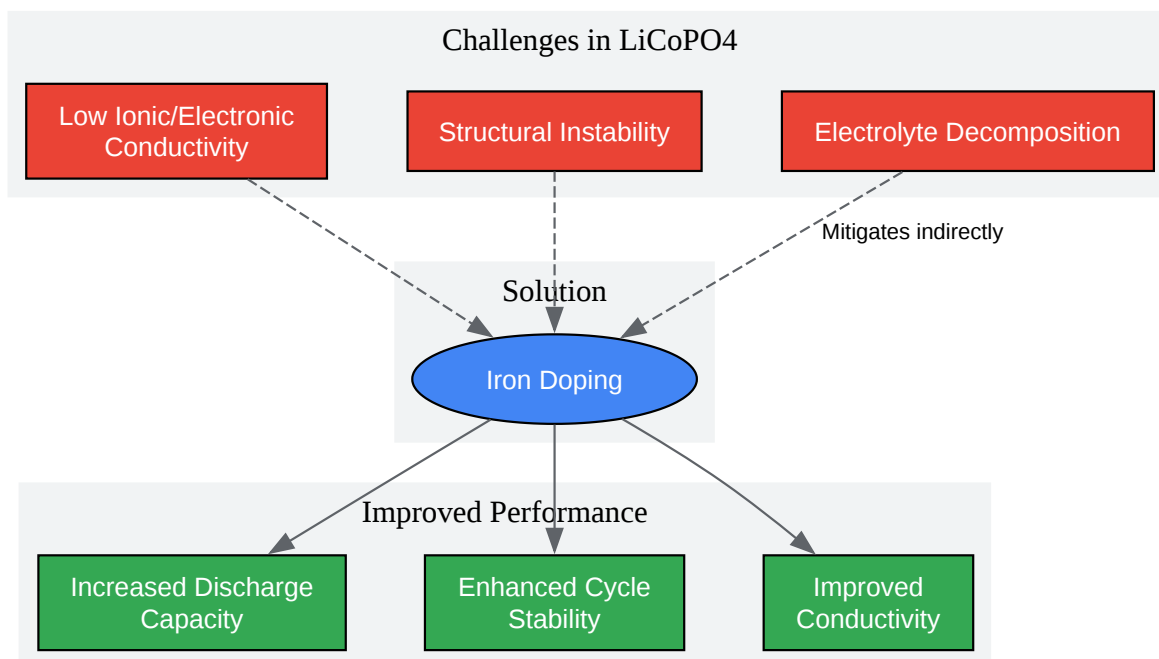 Challenges in LiCoPO4
Low Ionic/Electronic
Conductivity
Structural Instability
Electrolyte Decomposition
Mitigates indirectly
Solution
Iron Doping
Improved Performance
Increased Discharge
Capacity
Enhanced Cycle
Stability
Improved
Conductivity